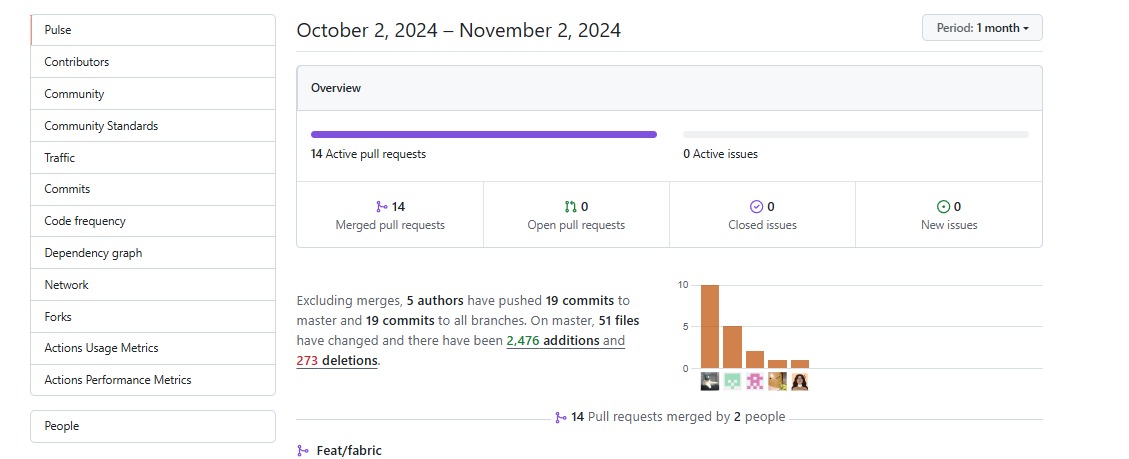 Pulse
Contributors
Community
Community Standards
Traffic
Commits
Code frequency
Dependency graph
Network
Forks
Actions Usage Metrics
Actions Performance Metrics
People
October 2, 2024 – November 2, 2024
Period: 1 month
Overview
14 Active pull requests
0 Active issues
14
Merged pull requests
0
Open pull requests
0
Closed issues
0
New issues
Excluding merges, 5 authors have pushed 19 commits to
master and 19 commits to all branches. On master, 51 files
have changed and there have been 2,476 additions and
273 deletions.
10
5
0
14 Pull requests merged by 2 people
Feat/fabric